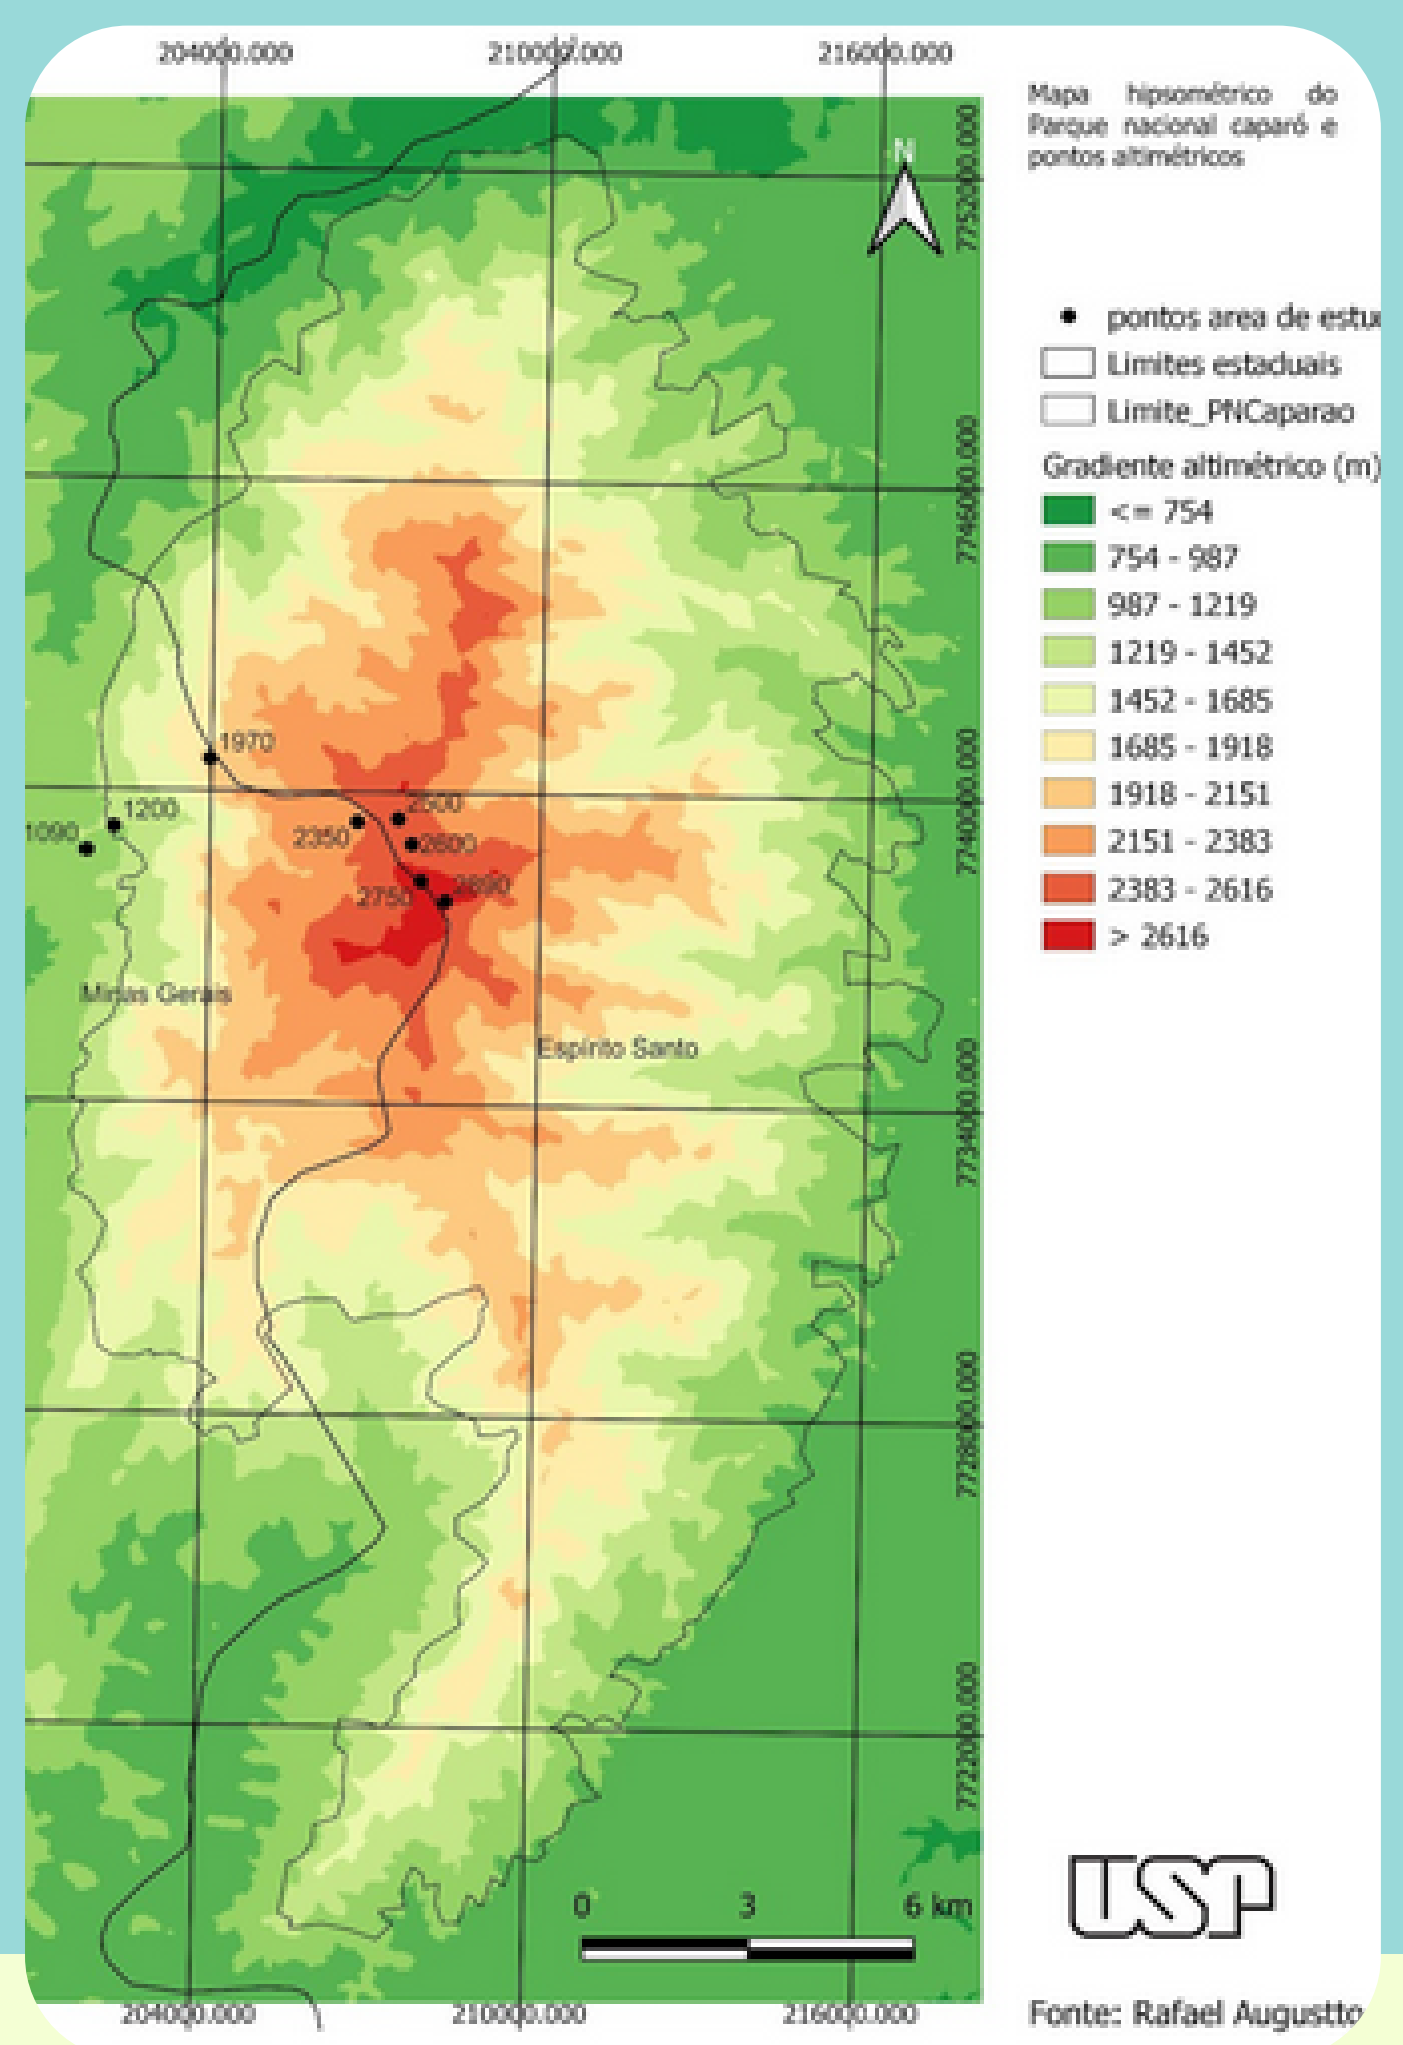 204000.000 210000.000 216000.000
Mapa hipsométrico do
Parque nacional caparó e
pontos altimétricos
N
7752000.000
pontos area de estu
Limites estaduais
Limite_PNCaparao
Gradiente altimétrico (m)
<= 754
754 - 987
987 - 1219
1219 - 1452
1452 - 1685
1685 - 1918
1918 - 2151
2151 - 2383
2383 - 2616
> 2616
7746000.000
1970
7740000.000
1200
2500
1090
2350
2600
2750
2890
Minas Gerais
Espírito Santo
7734000.000
7728000.000
7722000.000
0 3 6 km
USP
204000.000 210000.000 216000.000
Fonte: Rafael Augustto